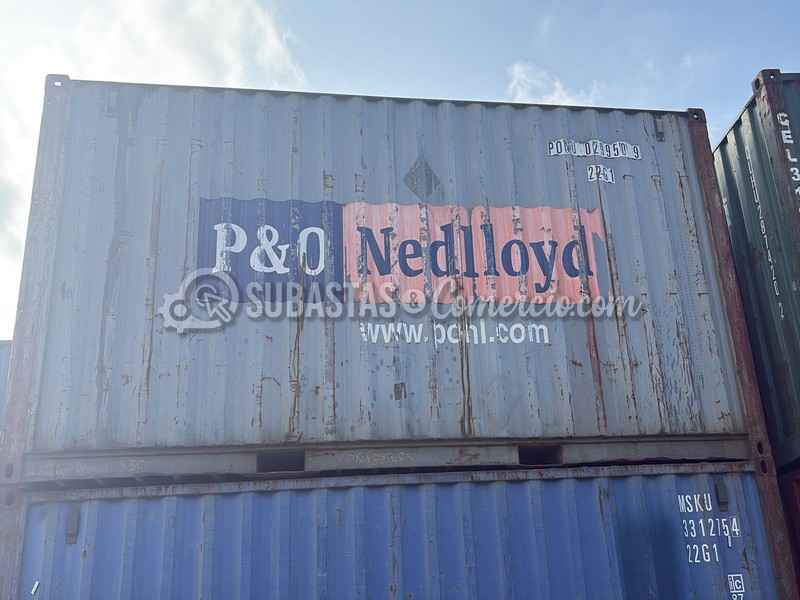 PONU 029950 9
22G1
P&O Nedlloyd
SUBASTAS & Comercio.com
www.ponl.com
MSKU
331275 4
22G1